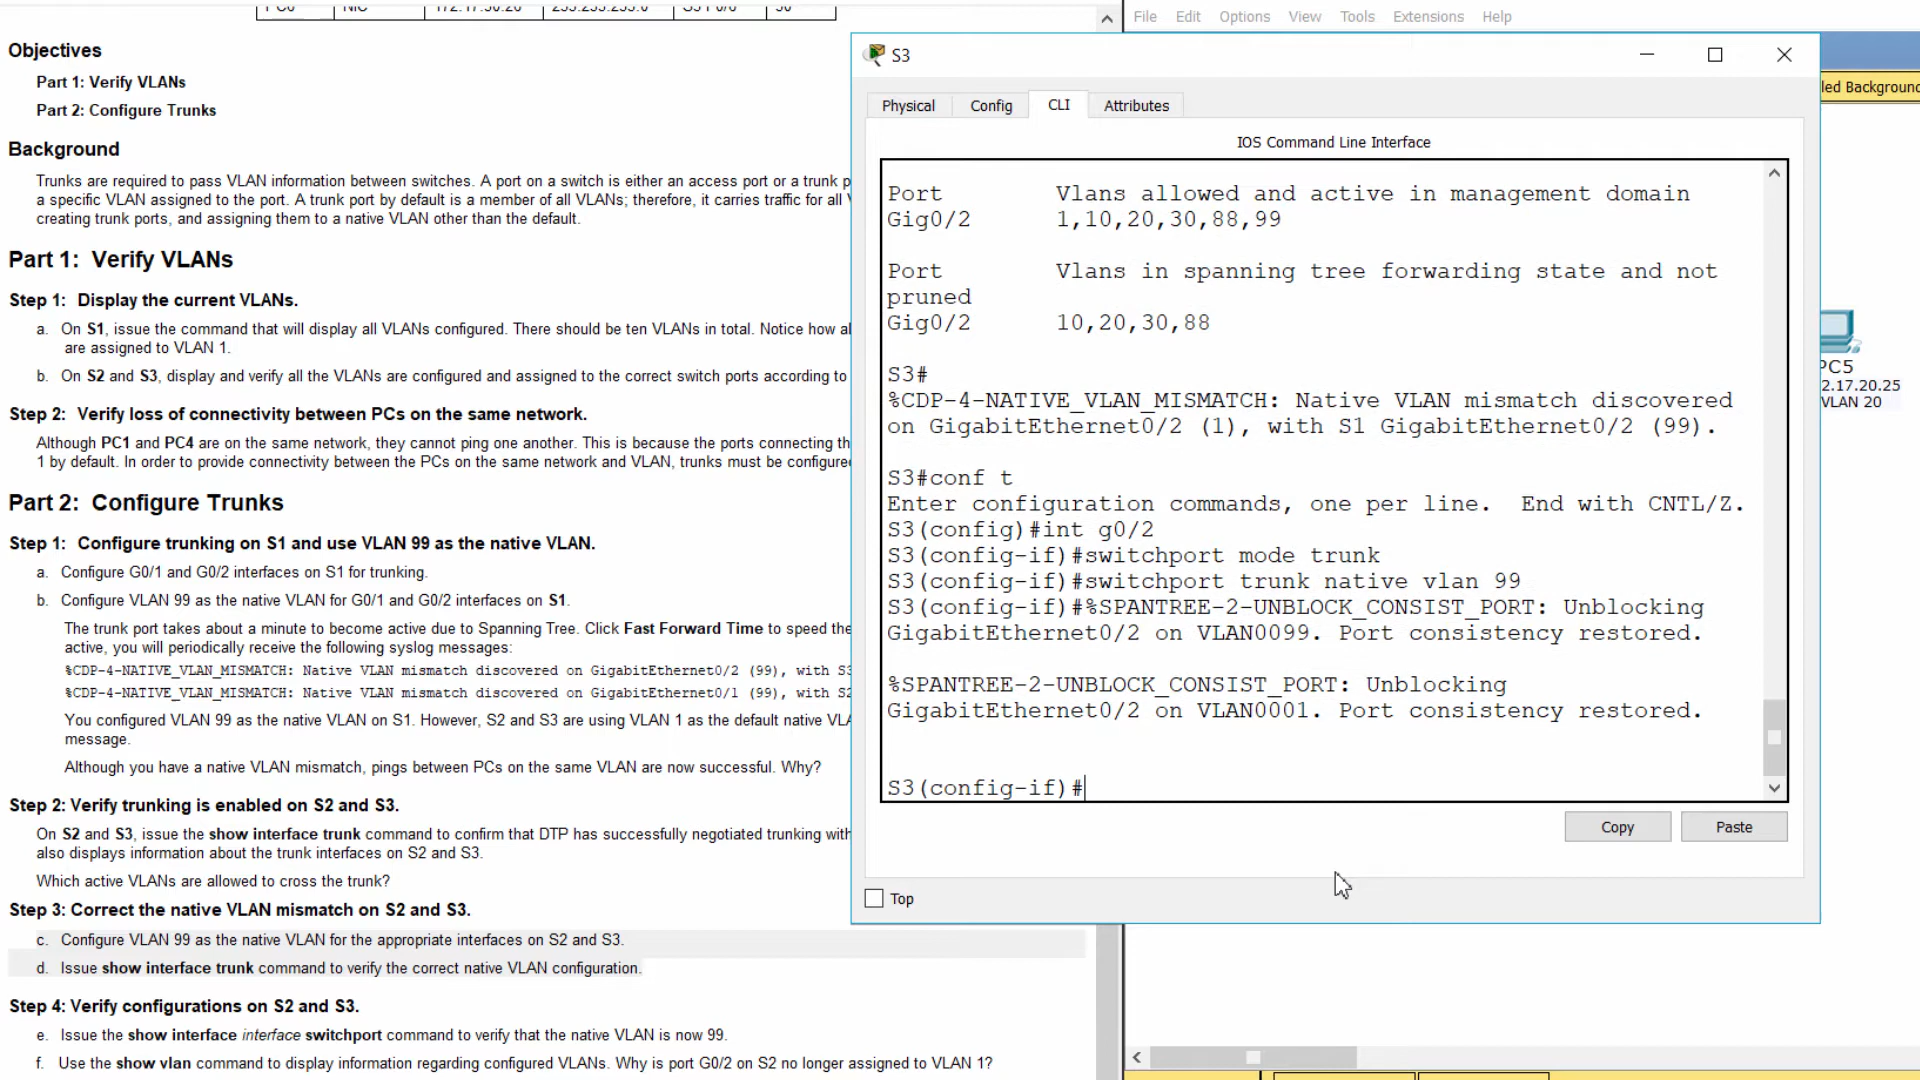 PC6 NIC 172.17.30.26 255.255.255.0 S3 F0/6 30
Objectives
Part 1: Verify VLANs
Part 2: Configure Trunks
Background
Trunks are required to pass VLAN information between switches. A port on a switch is either an access port or a trunk p
a specific VLAN assigned to the port. A trunk port by default is a member of all VLANs; therefore, it carries traffic for all V
creating trunk ports, and assigning them to a native VLAN other than the default.
Part 1: Verify VLANs
Step 1: Display the current VLANs.
a. On S1, issue the command that will display all VLANs configured. There should be ten VLANs in total. Notice how al
are assigned to VLAN 1.
b. On S2 and S3, display and verify all the VLANs are configured and assigned to the correct switch ports according to
Step 2: Verify loss of connectivity between PCs on the same network.
Although PC1 and PC4 are on the same network, they cannot ping one another. This is because the ports connecting th
1 by default. In order to provide connectivity between the PCs on the same network and VLAN, trunks must be configure
Part 2: Configure Trunks
Step 1: Configure trunking on S1 and use VLAN 99 as the native VLAN.
a. Configure G0/1 and G0/2 interfaces on S1 for trunking.
b. Configure VLAN 99 as the native VLAN for G0/1 and G0/2 interfaces on S1.
The trunk port takes about a minute to become active due to Spanning Tree. Click Fast Forward Time to speed the
active, you will periodically receive the following syslog messages:
%CDP-4-NATIVE_VLAN_MISMATCH: Native VLAN mismatch discovered on GigabitEthernet0/2 (99), with S3
%CDP-4-NATIVE_VLAN_MISMATCH: Native VLAN mismatch discovered on GigabitEthernet0/1 (99), with S2
You configured VLAN 99 as the native VLAN on S1. However, S2 and S3 are using VLAN 1 as the default native VLA
message.
Although you have a native VLAN mismatch, pings between PCs on the same VLAN are now successful. Why?
Step 2: Verify trunking is enabled on S2 and S3.
On S2 and S3, issue the show interface trunk command to confirm that DTP has successfully negotiated trunking with
also displays information about the trunk interfaces on S2 and S3.
Which active VLANs are allowed to cross the trunk?
Step 3: Correct the native VLAN mismatch on S2 and S3.
c. Configure VLAN 99 as the native VLAN for the appropriate interfaces on S2 and S3.
d. Issue show interface trunk command to verify the correct native VLAN configuration.
Step 4: Verify configurations on S2 and S3.
e. Issue the show interface interface switchport command to verify that the native VLAN is now 99.
f. Use the show vlan command to display information regarding configured VLANs. Why is port G0/2 on S2 no longer assigned to VLAN 1?
File Edit Options View Tools Extensions Help
S3
Physical Config CLI Attributes
IOS Command Line Interface
Port Vlans allowed and active in management domain
Gig0/2 1,10,20,30,88,99
Port Vlans in spanning tree forwarding state and not
pruned
Gig0/2 10,20,30,88
S3#
%CDP-4-NATIVE_VLAN_MISMATCH: Native VLAN mismatch discovered
on GigabitEthernet0/2 (1), with S1 GigabitEthernet0/2 (99).
S3#conf t
Enter configuration commands, one per line. End with CNTL/Z.
S3(config)#int g0/2
S3(config-if)#switchport mode trunk
S3(config-if)#switchport trunk native vlan 99
S3(config-if)#%SPANTREE-2-UNBLOCK_CONSIST_PORT: Unblocking
GigabitEthernet0/2 on VLAN0099. Port consistency restored.
%SPANTREE-2-UNBLOCK_CONSIST_PORT: Unblocking
GigabitEthernet0/2 on VLAN0001. Port consistency restored.
S3(config-if)#
Copy Paste
Top
led Background
PC5
2.17.20.25
VLAN 20